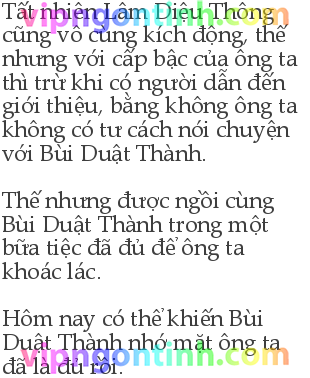 Tất nhiên Lâm Diệu Thông
cũng vô cùng kích động, thế
nhưng với cấp bậc của ông ta
thì trừ khi có người dẫn đến
giới thiệu, bằng không ông ta
không có tư cách nói chuyện
với Bùi Duật Thành.
Thế nhưng được ngồi cùng
Bùi Duật Thành trong một
bữa tiệc đã đủ để ông ta
khoác lác.
Hôm nay có thể khiến Bùi
Duật Thành nhớ mặt ông ta
đã là đủ rồi.
vipngontinh.com
vipngontinh.com